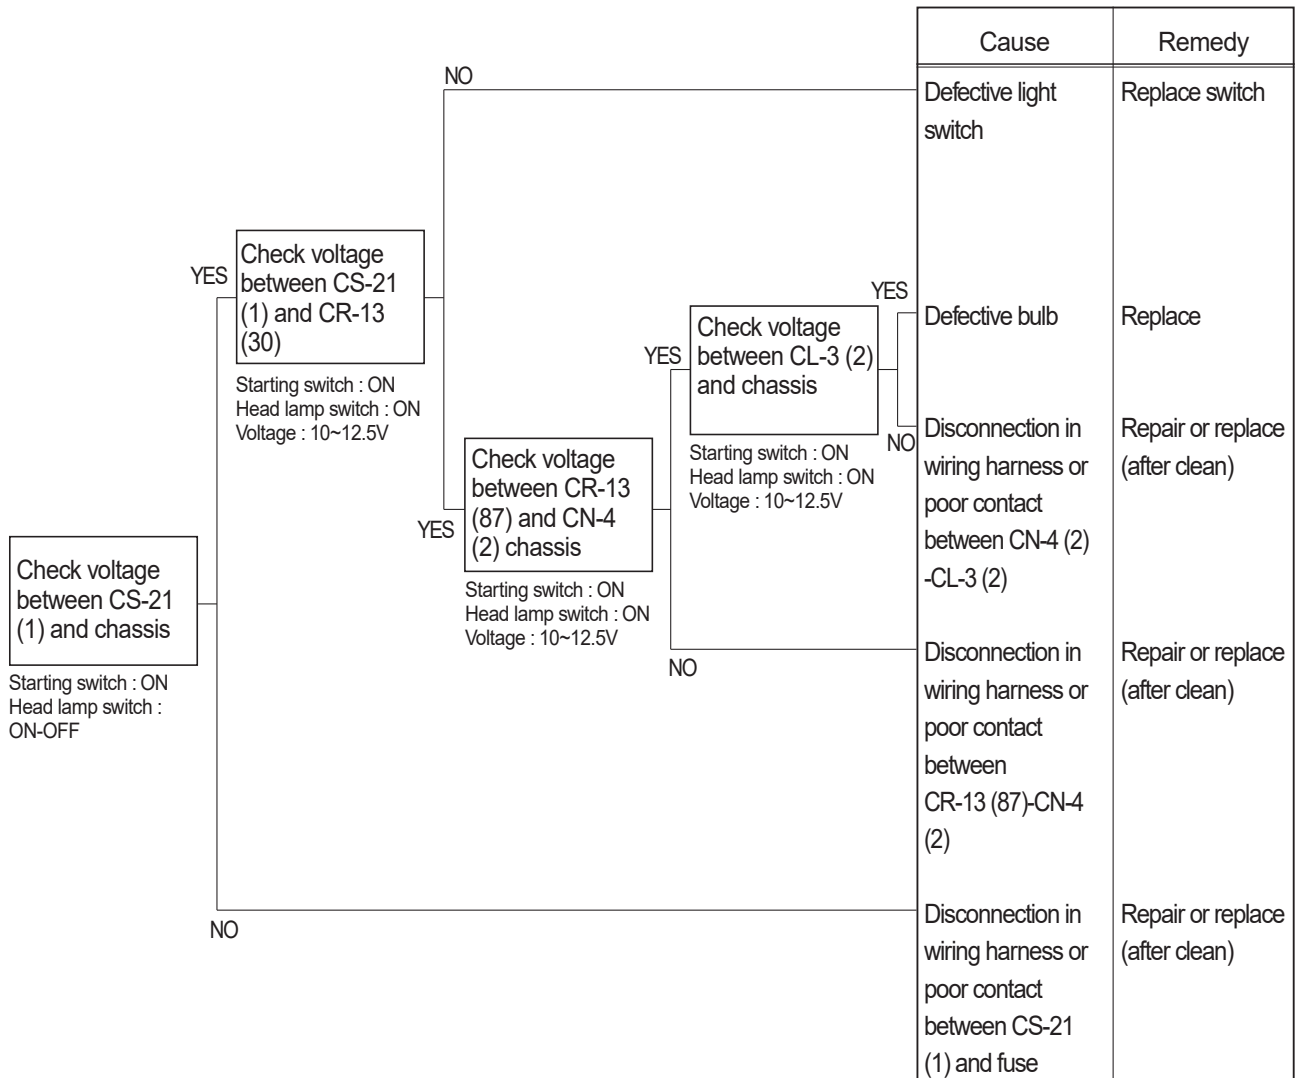 Cause
Remedy
NO
Defective light
switch
Replace switch
YES
Check voltage
between CS-21
(1) and CR-13
(30)
Starting switch : ON
Head lamp switch : ON
Voltage : 10~12.5V
YES
Defective bulb
Replace
YES
Check voltage
between CL-3 (2)
and chassis
Starting switch : ON
Head lamp switch : ON
Voltage : 10~12.5V
NO
Disconnection in
wiring harness or
poor contact
between CN-4 (2)
-CL-3 (2)
Repair or replace
(after clean)
YES
Check voltage
between CR-13
(87) and CN-4
(2) chassis
Starting switch : ON
Head lamp switch : ON
Voltage : 10~12.5V
NO
Disconnection in
wiring harness or
poor contact
between
CR-13 (87)-CN-4
(2)
Repair or replace
(after clean)
Check voltage
between CS-21
(1) and chassis
Starting switch : ON
Head lamp switch :
ON-OFF
NO
Disconnection in
wiring harness or
poor contact
between CS-21
(1) and fuse
Repair or replace
(after clean)